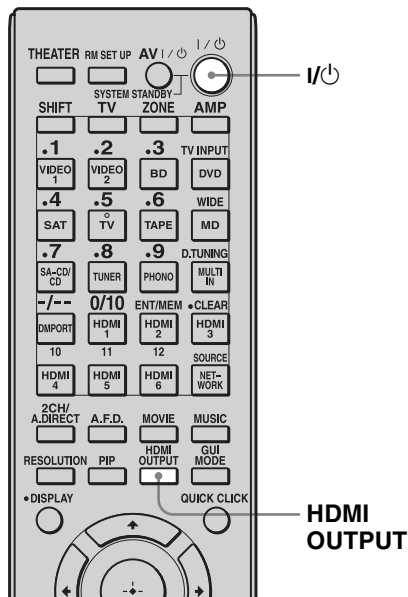 THEATER RM SET UP AV I/⏻ I/⏻
I/⏻
SYSTEM STANDBY
SHIFT TV ZONE AMP
.1 .2 .3 TV INPUT
VIDEO 1 VIDEO 2 BD DVD
.4 .5 .6 WIDE
SAT TV TAPE MD
.7 .8 .9 D.TUNING
SA-CD/CD TUNER PHONO MULTI IN
-/-- 0/10 ENT/MEM •CLEAR
DMPORT HDMI 1 HDMI 2 HDMI 3
10 11 12 SOURCE
HDMI 4 HDMI 5 HDMI 6 NET-WORK
2CH/
A.DIRECT A.F.D. MOVIE MUSIC
RESOLUTION PIP HDMI OUTPUT GUI MODE
•DISPLAY QUICK CLICK
HDMI
OUTPUT